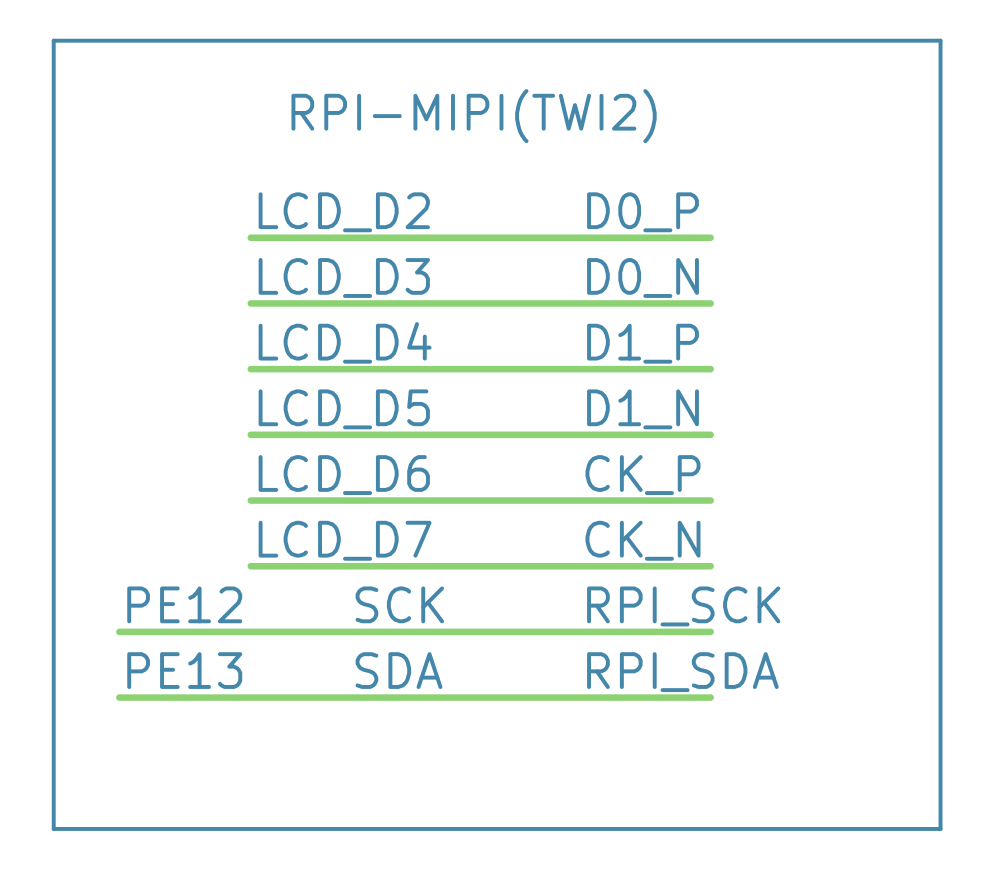 RPI-MIPI(TWI2)
LCD_D2 D0_P
LCD_D3 D0_N
LCD_D4 D1_P
LCD_D5 D1_N
LCD_D6 CK_P
LCD_D7 CK_N
PE12 SCK RPI_SCK
PE13 SDA RPI_SDA